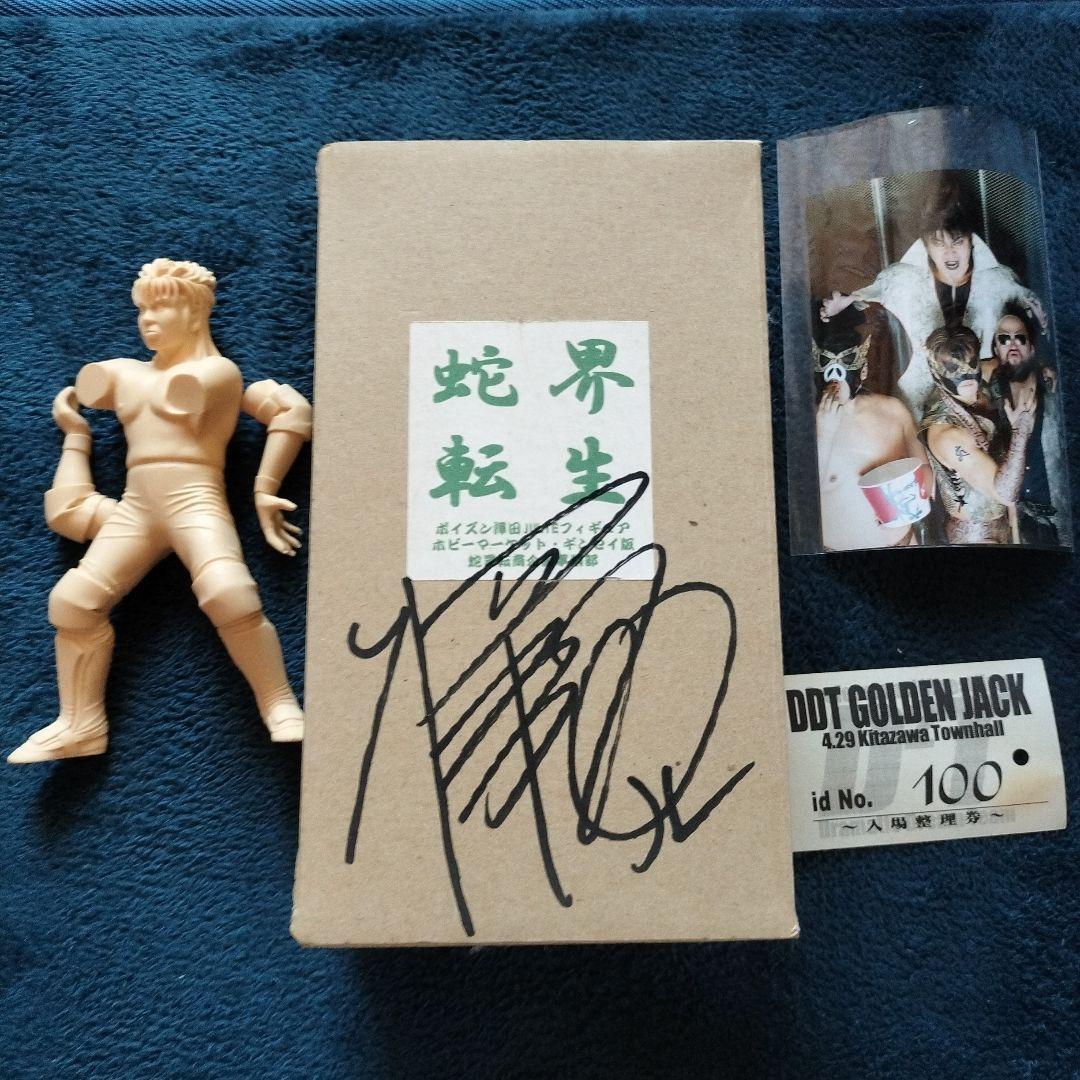 蛇界
転生
ポイズン澤田JULIEフィギュア
ホビーマーケット・ギンセイ版
DDT GOLDEN JACK
4.29 Kitazawa Townhall
id No. 100
～入場整理券～